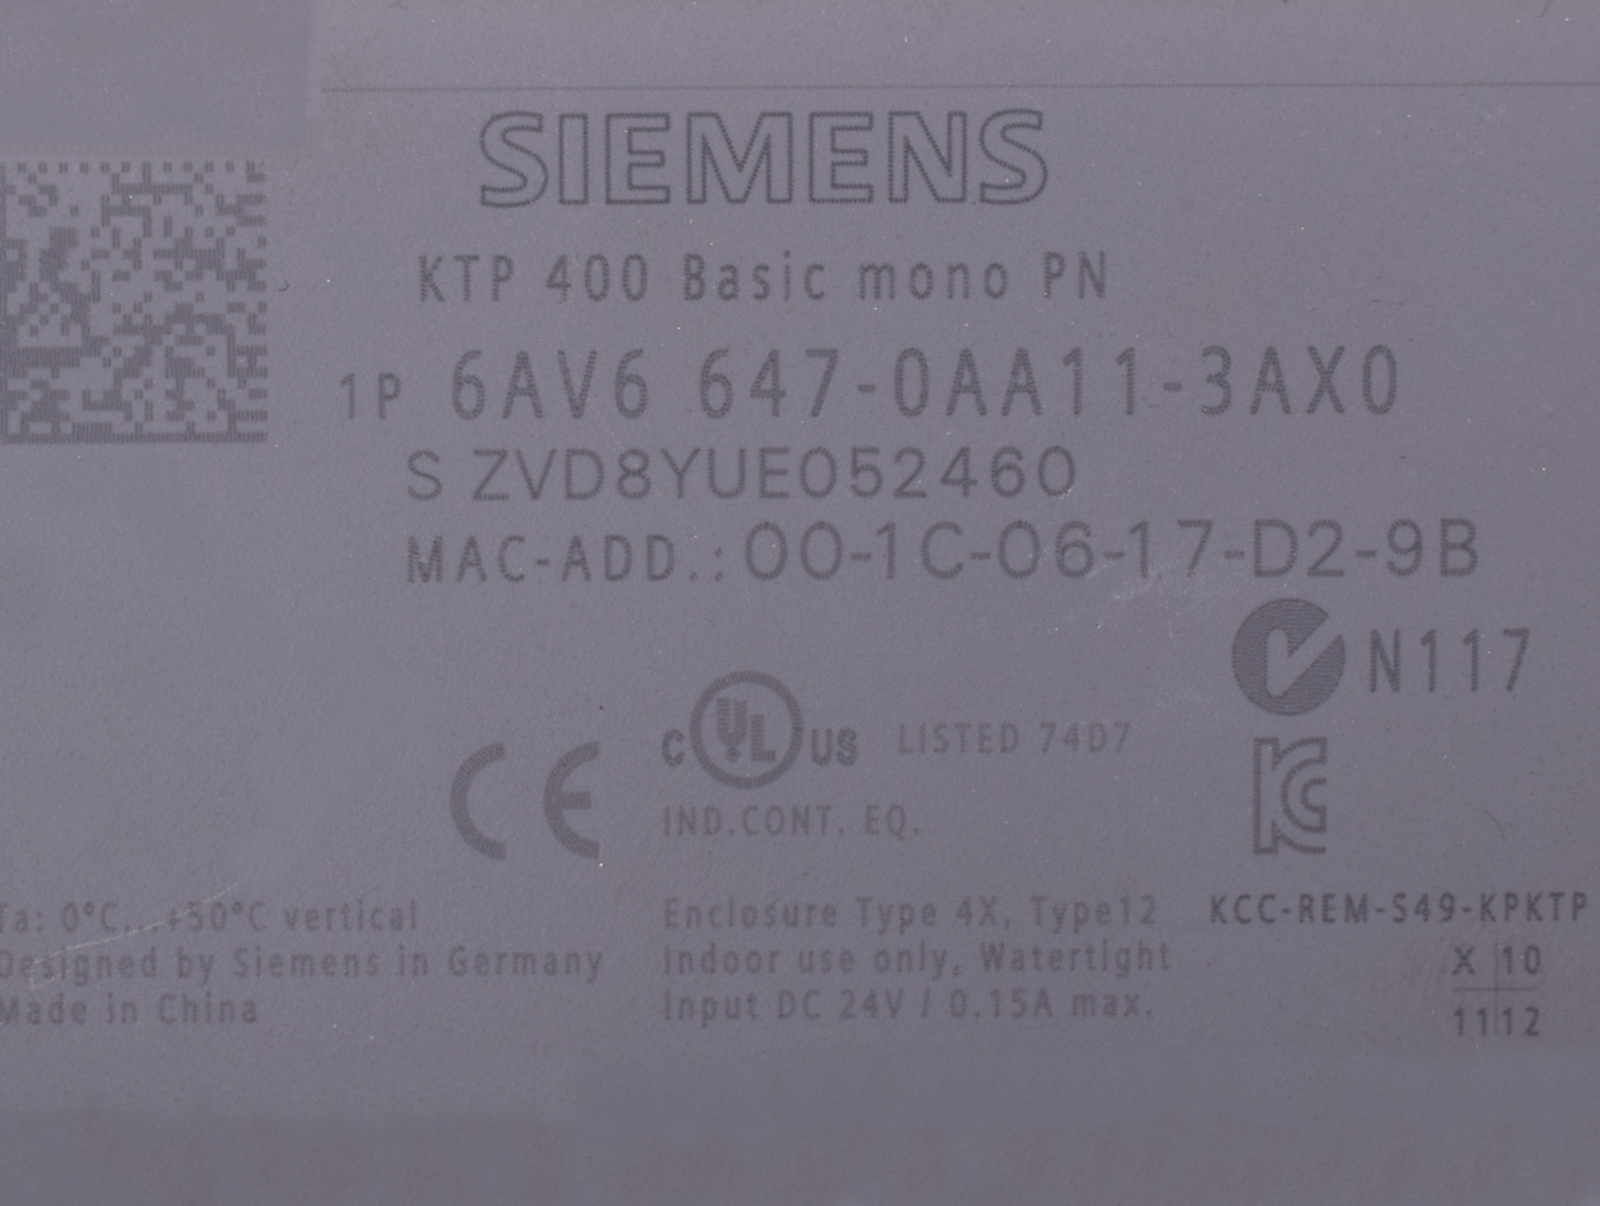 SIEMENS
KTP 400 Basic mono PN
1P 6AV6 647-0AA11-3AX0
S ZVD8YUE052460
MAC-ADD.: 00-1C-06-17-D2-9B
N117
C UL US LISTED 74D7
IND.CONT. EQ.
CE
KC
Ta: 0°C...+50°C vertical
Designed by Siemens in Germany
Made in China
Enclosure Type 4X, Type12
Indoor use only, Watertight
Input DC 24V / 0,15A max.
KCC-REM-S49-KPKTP
X 10
11 12